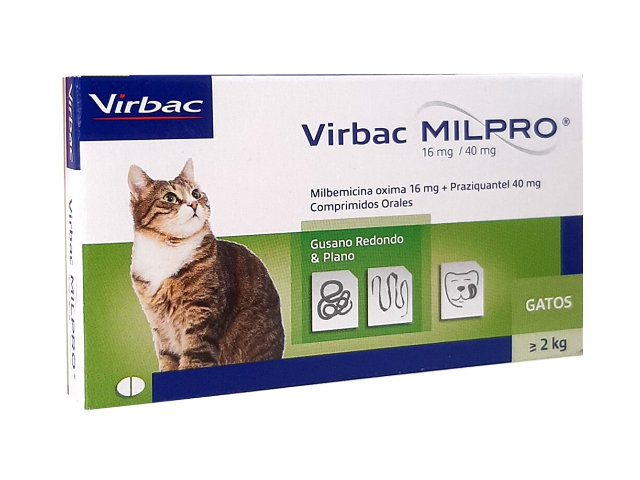 Virbac
Virbac MILPRO®
16 mg / 40 mg
Milbemicina oxima 16 mg + Praziquantel 40 mg
Comprimidos Orales
Gusano Redondo
& Plano
GATOS
≥ 2 kg
Virbac MILPRO®